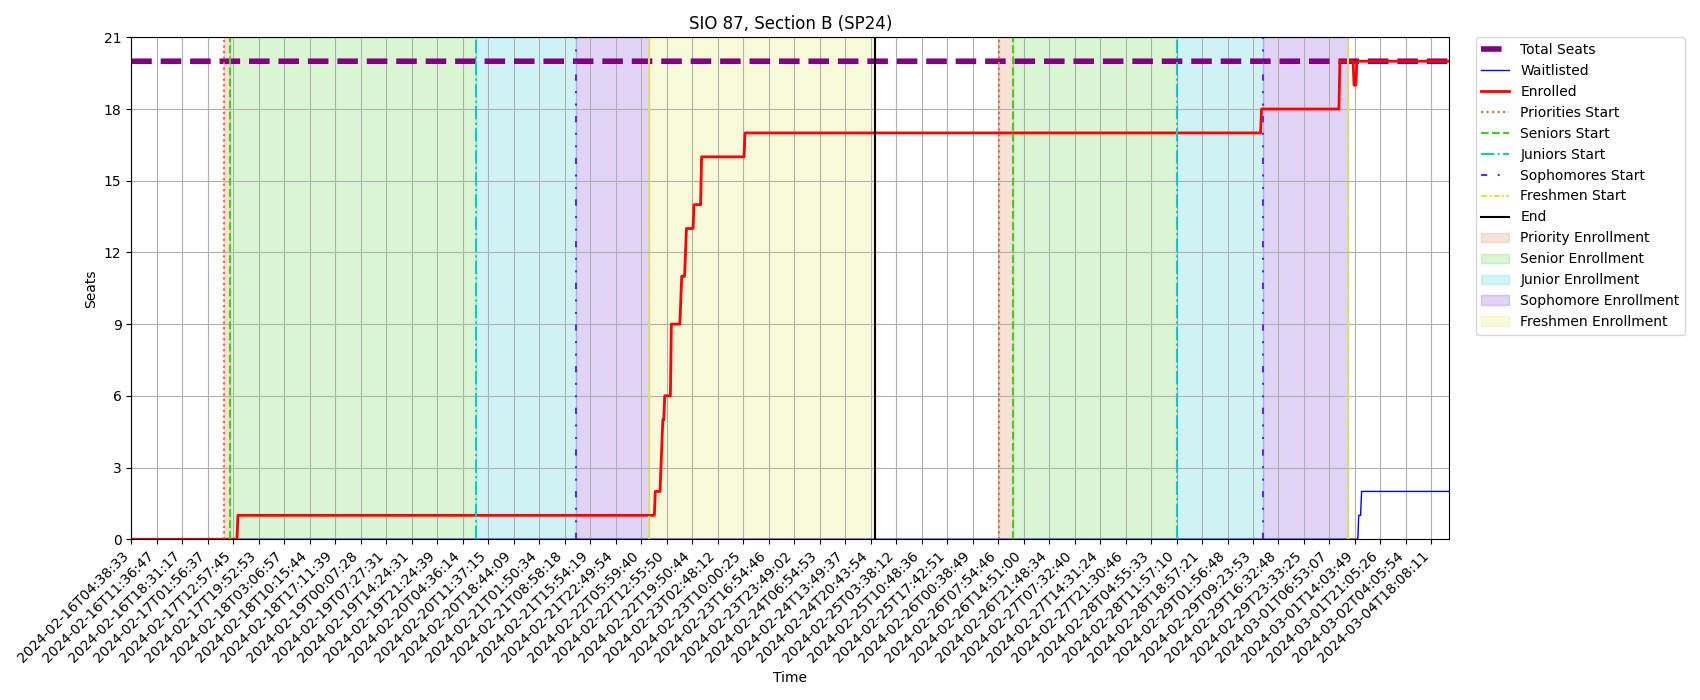 SIO 87, Section B (SP24)
21
18
15
12
9
6
3
0
Seats
2024-02-16T04:38:33
2024-02-16T11:36:47
2024-02-16T18:31:17
2024-02-17T01:56:37
2024-02-17T12:57:45
2024-02-17T19:52:53
2024-02-18T03:06:57
2024-02-18T10:15:44
2024-02-18T17:11:39
2024-02-19T00:07:28
2024-02-19T07:27:31
2024-02-19T14:24:31
2024-02-19T21:24:39
2024-02-20T04:36:14
2024-02-20T11:37:15
2024-02-20T18:44:09
2024-02-21T01:50:34
2024-02-21T08:58:18
2024-02-21T15:54:19
2024-02-21T22:49:54
2024-02-22T05:59:40
2024-02-22T12:55:50
2024-02-22T19:50:44
2024-02-23T02:48:12
2024-02-23T10:00:25
2024-02-23T16:54:46
2024-02-23T23:49:02
2024-02-24T06:54:53
2024-02-24T13:49:37
2024-02-24T20:43:54
2024-02-25T03:38:12
2024-02-25T10:48:36
2024-02-25T17:42:51
2024-02-26T00:38:49
2024-02-26T07:54:46
2024-02-26T14:51:00
2024-02-26T21:48:34
2024-02-27T07:32:40
2024-02-27T14:31:24
2024-02-27T21:30:46
2024-02-28T04:55:33
2024-02-28T11:57:10
2024-02-28T18:57:21
2024-02-29T01:56:48
2024-02-29T09:23:53
2024-02-29T16:32:48
2024-02-29T23:33:25
2024-03-01T06:53:07
2024-03-01T14:03:49
2024-03-01T21:05:26
2024-03-02T04:05:54
2024-03-04T18:08:11
Time
Total Seats
Waitlisted
Enrolled
Priorities Start
Seniors Start
Juniors Start
Sophomores Start
Freshmen Start
End
Priority Enrollment
Senior Enrollment
Junior Enrollment
Sophomore Enrollment
Freshmen Enrollment